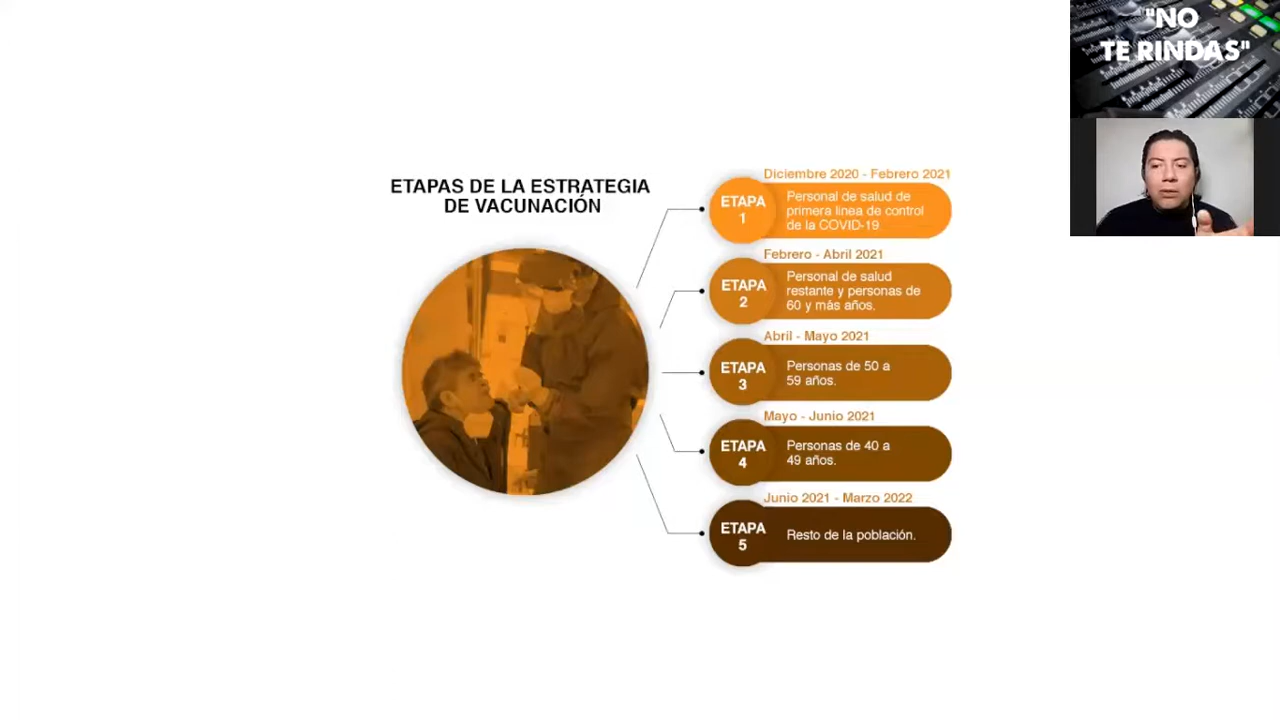 "NO
TE RINDAS"
ETAPAS DE LA ESTRATEGIA
DE VACUNACIÓN
Diciembre 2020 - Febrero 2021
ETAPA
1
Personal de salud de
primera línea de control
de la COVID-19
Febrero - Abril 2021
ETAPA
2
Personal de salud
restante y personas de
60 y más años.
Abril - Mayo 2021
ETAPA
3
Personas de 50 a
59 años.
Mayo - Junio 2021
ETAPA
4
Personas de 40 a
49 años.
Junio 2021 - Marzo 2022
ETAPA
5
Resto de la población.